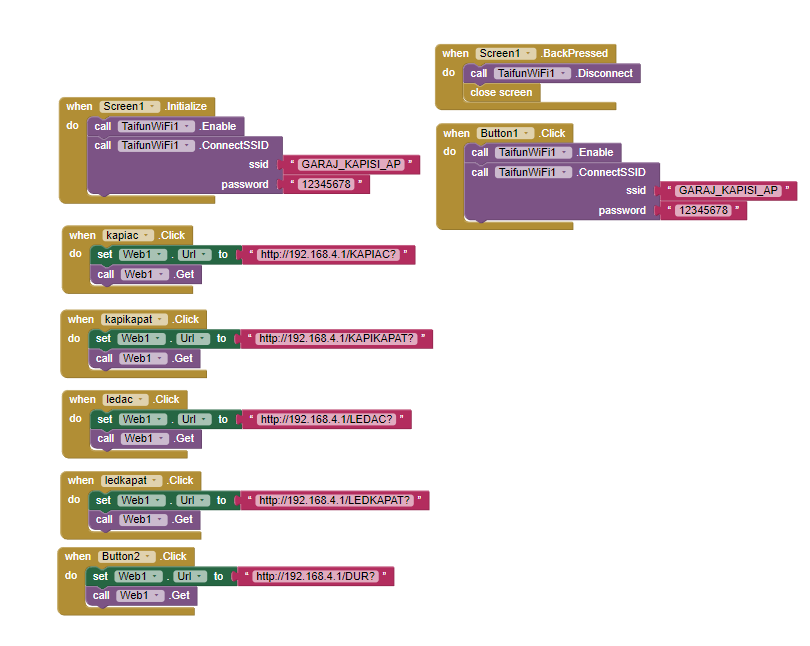 when Screen1 .Initialize
do call TaifunWiFi1 .Enable
call TaifunWiFi1 .ConnectSSID
ssid " GARAJ_KAPISI_AP "
password " 12345678 "
when kapiac .Click
do set Web1 . Url to " http://192.168.4.1/KAPIAC? "
call Web1 .Get
when kapikapat .Click
do set Web1 . Url to " http://192.168.4.1/KAPIKAPAT? "
call Web1 .Get
when ledac .Click
do set Web1 . Url to " http://192.168.4.1/LEDAC? "
call Web1 .Get
when ledkapat .Click
do set Web1 . Url to " http://192.168.4.1/LEDKAPAT? "
call Web1 .Get
when Button2 .Click
do set Web1 . Url to " http://192.168.4.1/DUR? "
call Web1 .Get
when Screen1 .BackPressed
do call TaifunWiFi1 .Disconnect
close screen
when Button1 .Click
do call TaifunWiFi1 .Enable
call TaifunWiFi1 .ConnectSSID
ssid " GARAJ_KAPISI_AP "
password " 12345678 "